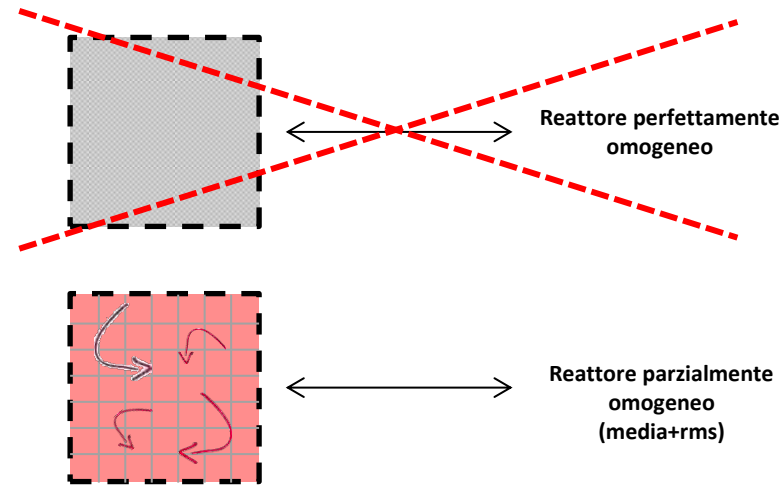 Reattore perfettamente
omogeneo
Reattore parzialmente
omogeneo
(media+rms)